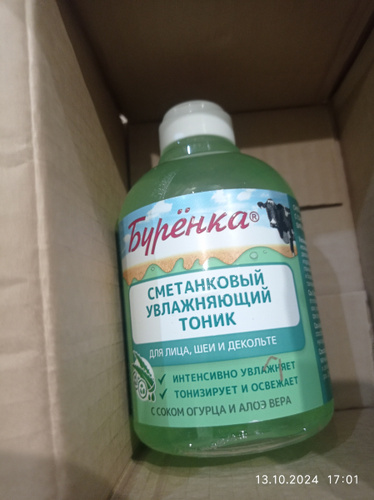 Бурёнка®
СМЕТАНКОВЫЙ
УВЛАЖНЯЮЩИЙ
ТОНИК
ДЛЯ ЛИЦА, ШЕИ И ДЕКОЛЬТЕ
✓ ИНТЕНСИВНО УВЛАЖНЯЕТ
✓ ТОНИЗИРУЕТ И ОСВЕЖАЕТ
С СОКОМ ОГУРЦА И АЛОЭ ВЕРА
13.10.2024 17:01